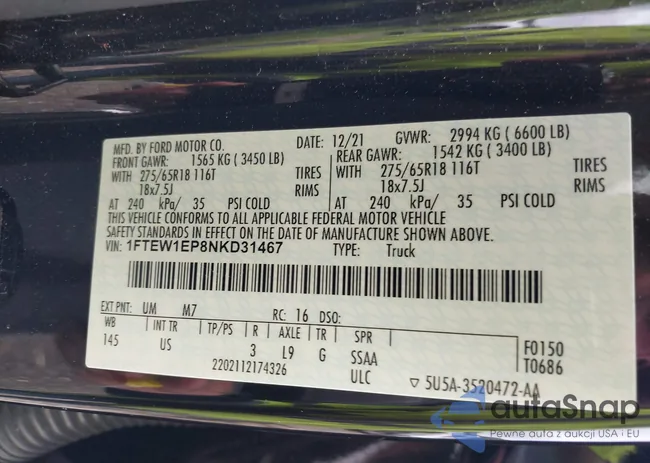 MFD. BY FORD MOTOR CO. DATE: 12/21 GVWR: 2994 KG ( 6600 LB)
FRONT GAWR: 1565 KG ( 3450 LB) REAR GAWR: 1542 KG ( 3400 LB)
WITH 275/65R18 116T TIRES WITH 275/65R18 116T TIRES
18x7.5J RIMS 18x7.5J RIMS
AT 240 kPa/ 35 PSI COLD AT 240 kPa/ 35 PSI COLD
THIS VEHICLE CONFORMS TO ALL APPLICABLE FEDERAL MOTOR VEHICLE
SAFETY STANDARDS IN EFFECT ON THE DATE OF MANUFACTURE SHOWN ABOVE.
VIN: 1FTEW1EP8NKD31467 TYPE: Truck
EXT PNT: UM M7 RC: 16 DSO:
WB INT TR TP/PS R AXLE TR SPR F0150
145 US 3 L9 G SSAA T0686
2202112174326 ULC ▽ 5U5A-3520472-AA
autaSnap
Pewne auta z aukcji USA i EU